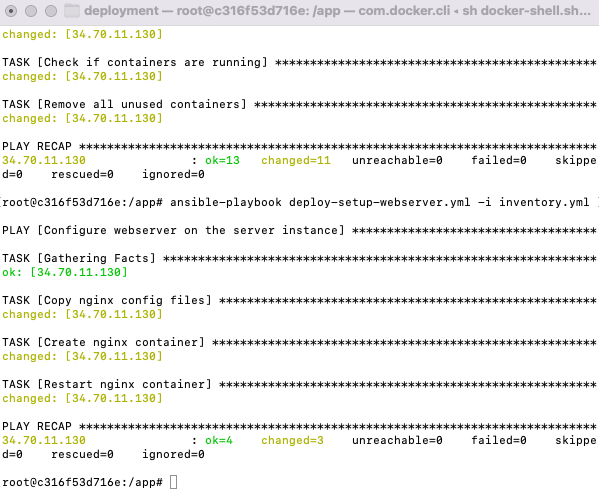 deployment — root@c316f53d716e: /app — com.docker.cli ◂ sh docker-shell.sh...
changed: [34.70.11.130]
TASK [Check if containers are running] **********************************************
changed: [34.70.11.130]
TASK [Remove all unused containers] *************************************************
changed: [34.70.11.130]
PLAY RECAP **************************************************************************
34.70.11.130               : ok=13   changed=11   unreachable=0    failed=0    skippe
d=0    rescued=0    ignored=0
[root@c316f53d716e:/app# ansible-playbook deploy-setup-webserver.yml -i inventory.yml ]
PLAY [Configure webserver on the server instance] ***********************************
TASK [Gathering Facts] **************************************************************
ok: [34.70.11.130]
TASK [Copy nginx config files] ******************************************************
changed: [34.70.11.130]
TASK [Create nginx container] *******************************************************
changed: [34.70.11.130]
TASK [Restart nginx container] ******************************************************
changed: [34.70.11.130]
PLAY RECAP **************************************************************************
34.70.11.130               : ok=4    changed=3    unreachable=0    failed=0    skippe
d=0    rescued=0    ignored=0
root@c316f53d716e:/app#